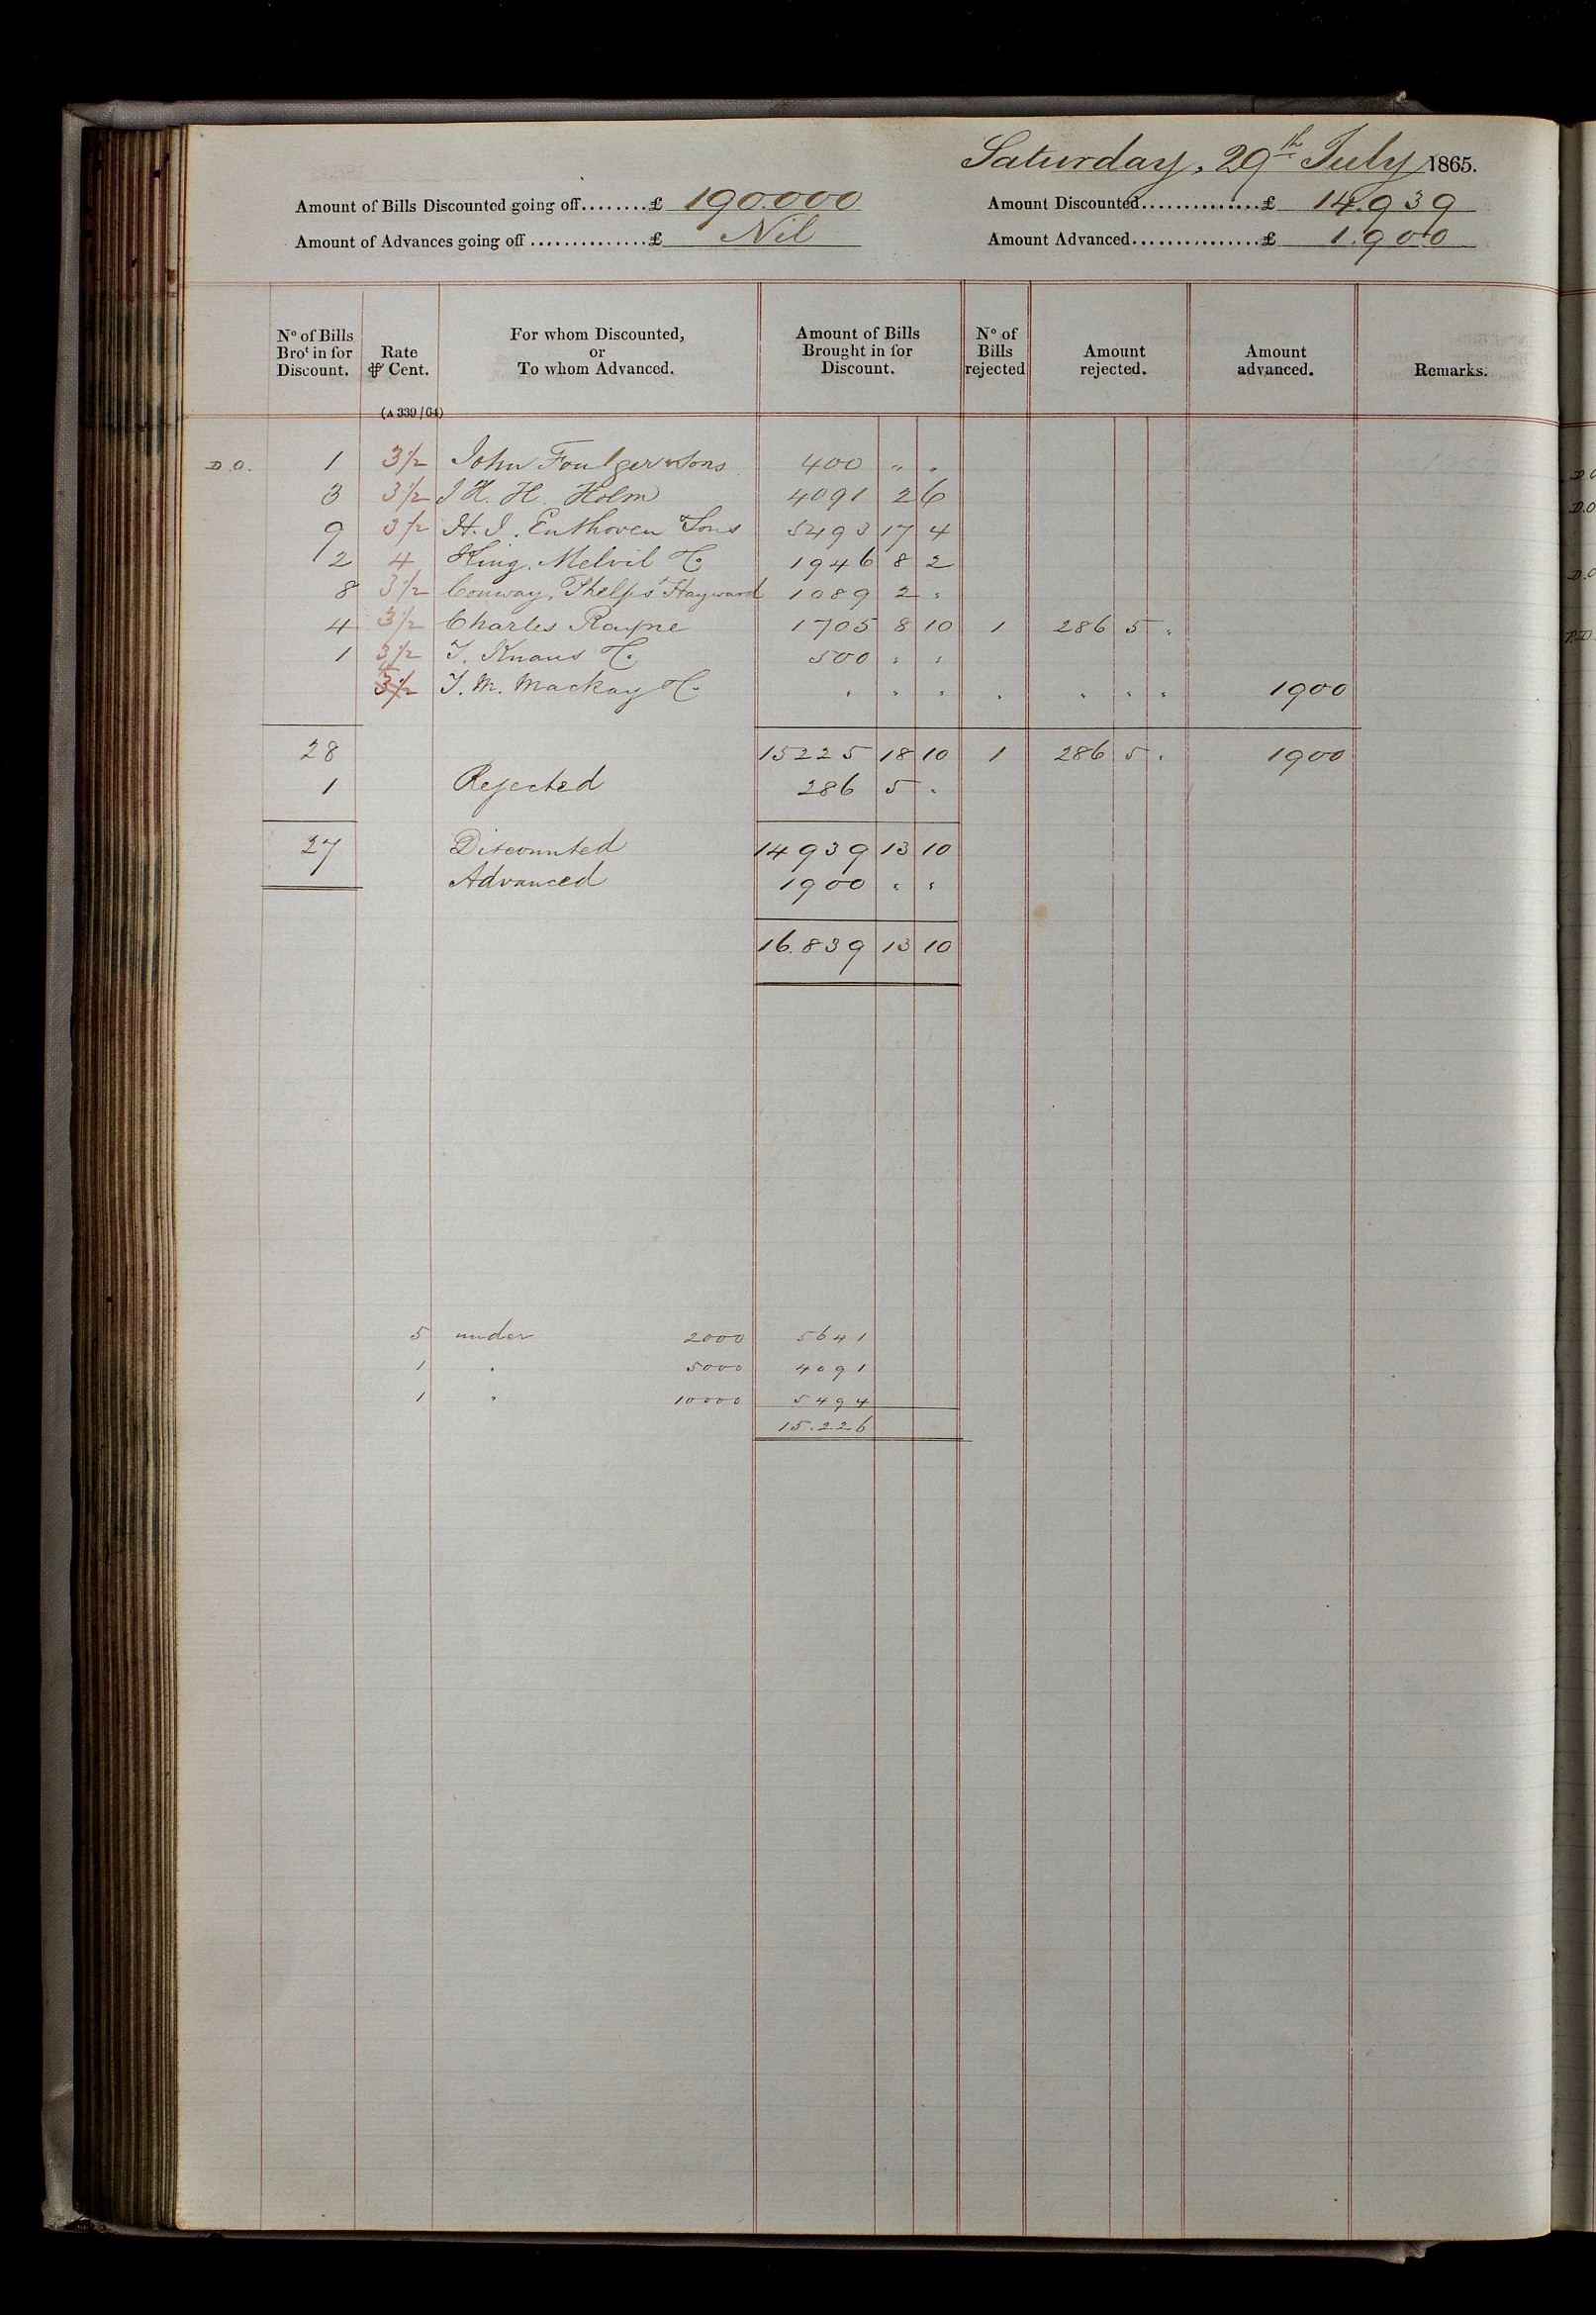 Saturday, 29th July 1865.
Amount of Bills Discounted going off........£ 190.000
Amount Discounted..............£ 14.939
Amount of Advances going off..............£ Nil
Amount Advanced...............£ 1.900
No of Bills Brot in for Discount. Rate ⅌ Cent. For whom Discounted, or To whom Advanced. Amount of Bills Brought in for Discount. No of Bills rejected Amount rejected. Amount advanced. Remarks.
(A 339/64)
D.O. 1 3½ John Foulger & Sons 400 " "
3 3½ J H. H. Holm 4091 2 6
9 3½ H. J. Enthoven Sons 5493 17 4
2 4 King, Melvil & Co 1946 8 2
8 3½ Conway, Phelps Hayward 1089 2 "
4 3½ Charles Rayne 1705 8 10 1 286 5 "
1 3½ J. Knaus & Co 500 " "
3½ 4 J. M. Mackay & Co " " " " " " " 1900
28 15225 18 10 1 286 5 " 1900
1 Rejected 286 5 "
27 Discounted 14939 13 10
Advanced 1900 " "
16.839 13 10
5 under 2000 5641
1 " 5000 4091
1 " 10000 5494
15.226
D O
D.O
D.O
P.D